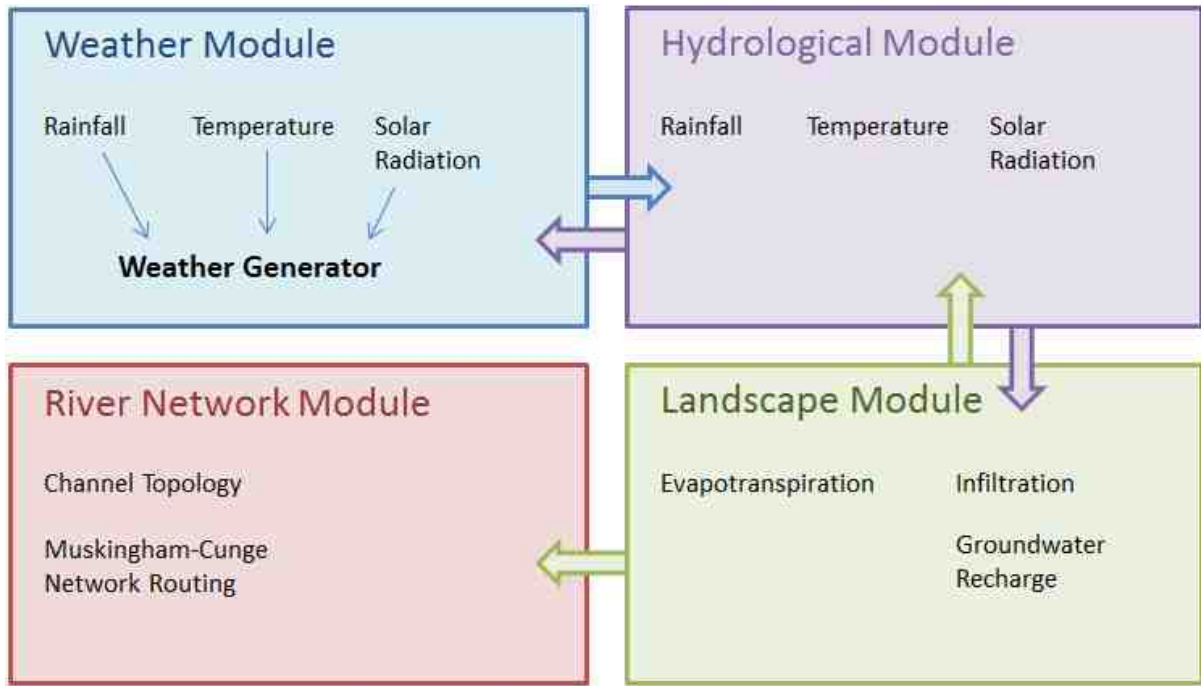 Weather Module
Rainfall
Temperature
Solar
Radiation
Weather Generator
Hydrological Module
Rainfall
Temperature
Solar
Radiation
River Network Module
Channel Topology
Muskingham-Cunge
Network Routing
Landscape Module
Evapotranspiration
Infiltration
Groundwater
Recharge